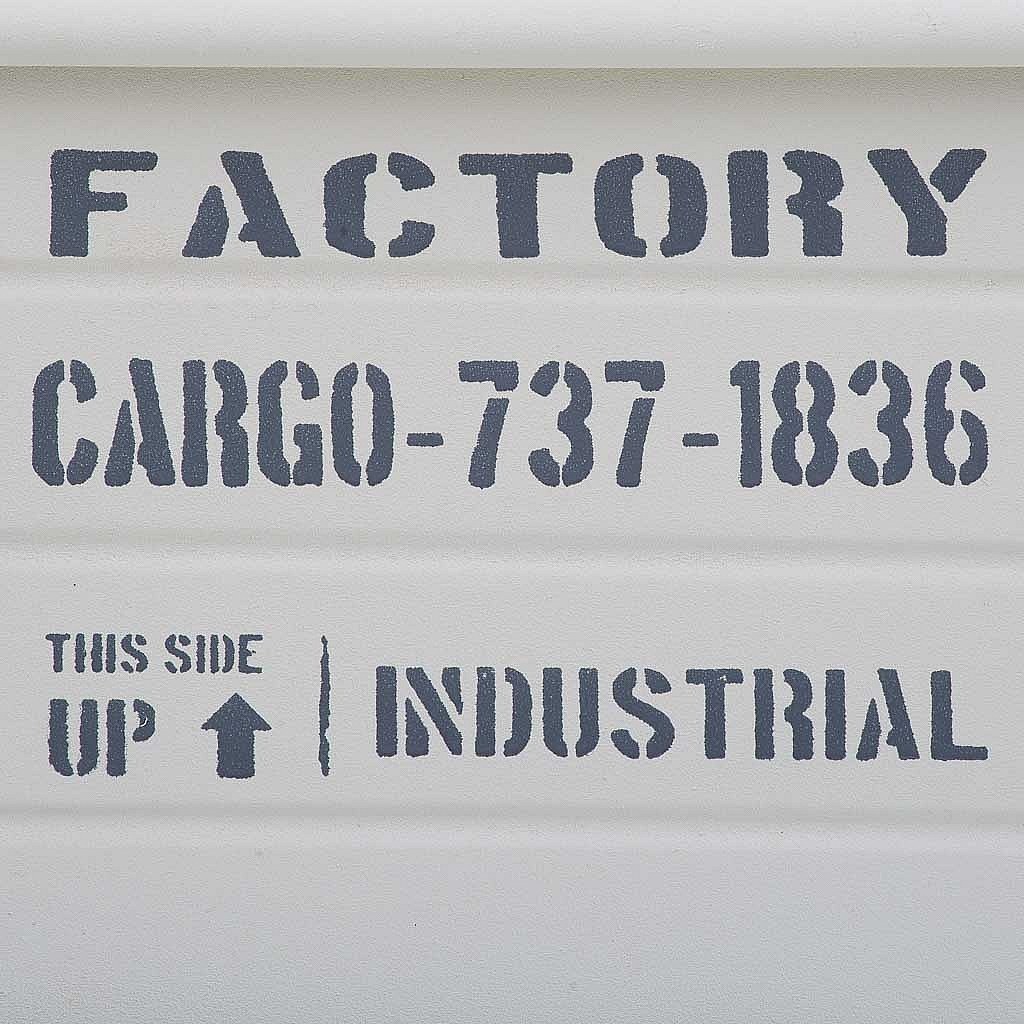 FACTORY
CARGO-737-1836
THIS SIDE
UP ↑ | INDUSTRIAL